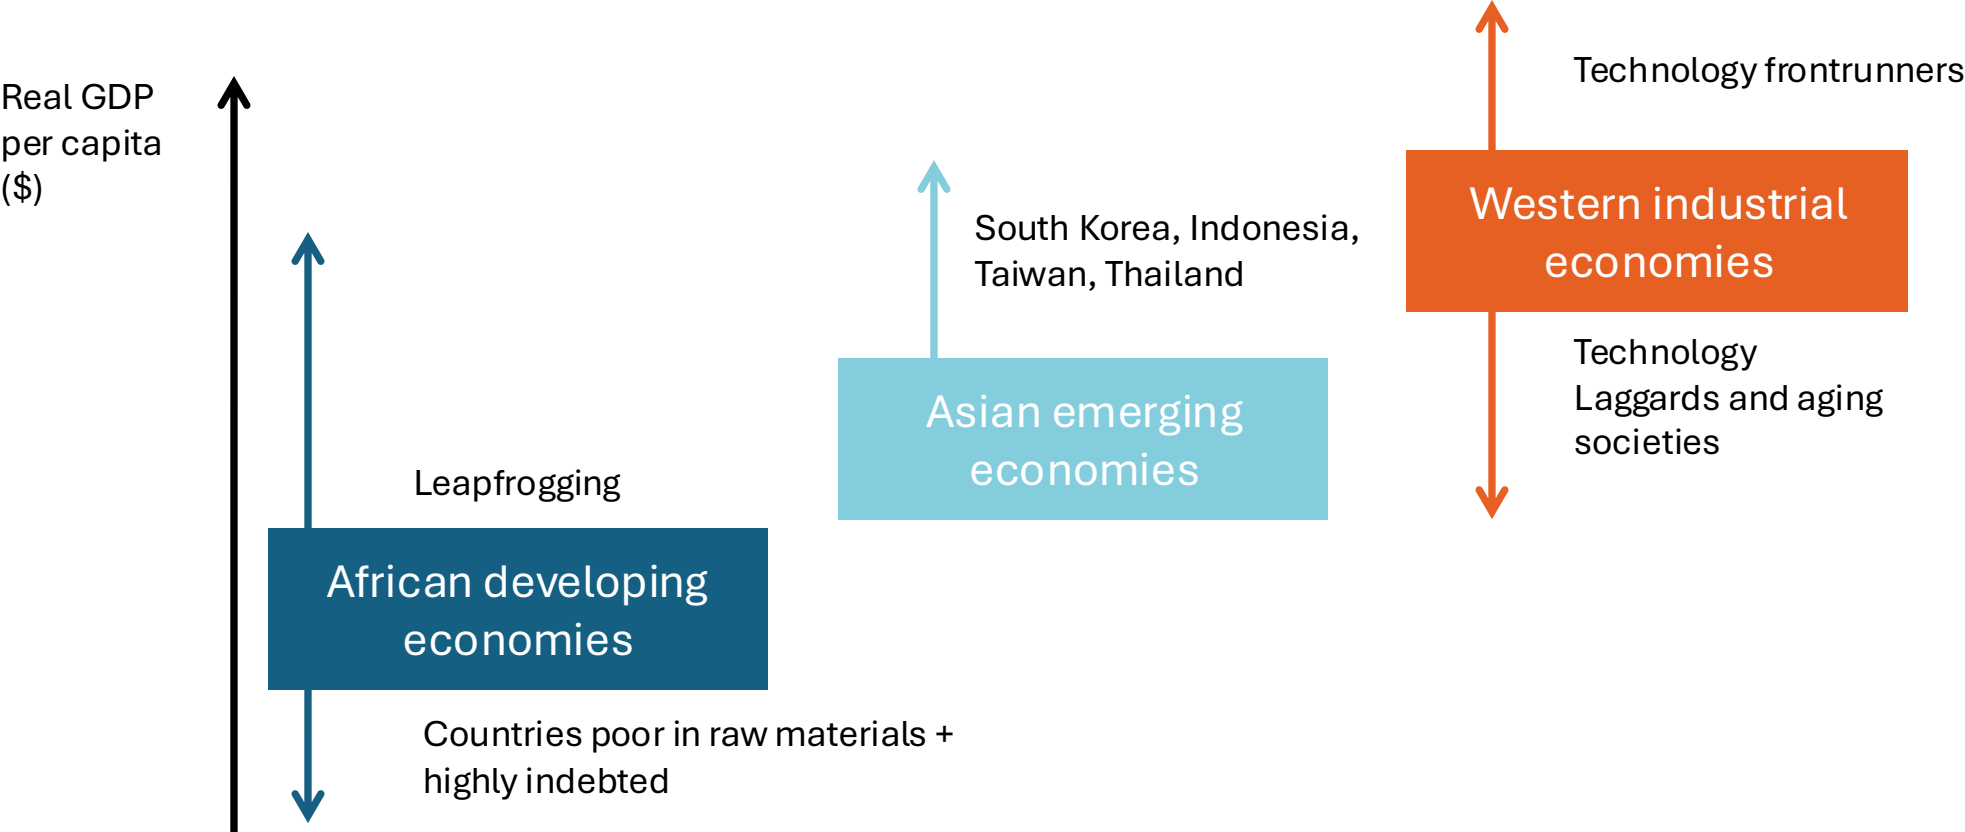 Real GDP
per capita
($)
Leapfrogging
African developing
economies
Countries poor in raw materials +
highly indebted
South Korea, Indonesia,
Taiwan, Thailand
Asian emerging
economies
Technology frontrunners
Western industrial
economies
Technology
Laggards and aging
societies